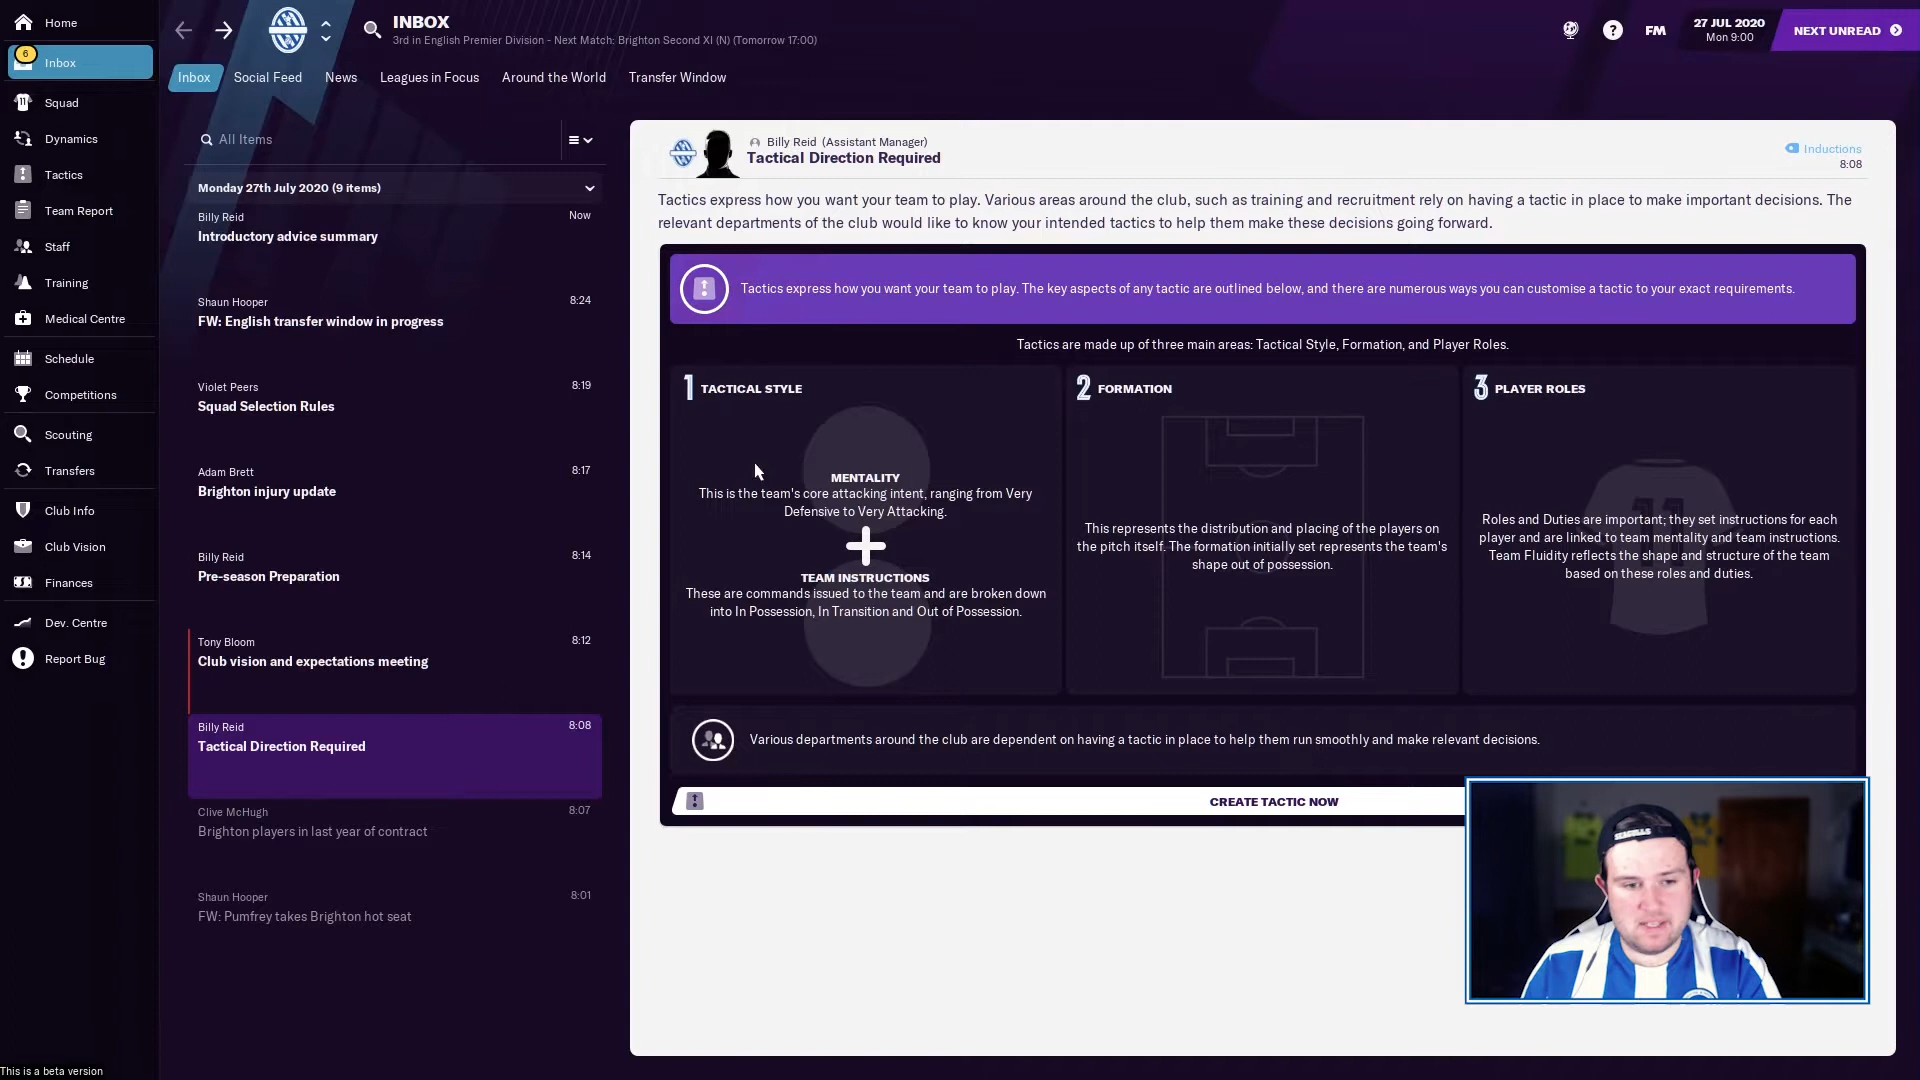 Home
6
Inbox
Squad
Dynamics
Tactics
Team Report
Staff
Training
Medical Centre
Schedule
Competitions
Scouting
Transfers
Club Info
Club Vision
Finances
Dev. Centre
Report Bug
This is a beta version
INBOX
3rd in English Premier Division - Next Match: Brighton Second XI (N) (Tomorrow 17:00)
FM
27 JUL 2020
Mon 9:00
NEXT UNREAD
Inbox
Social Feed
News
Leagues in Focus
Around the World
Transfer Window
All Items
Monday 27th July 2020 (9 items)
Billy Reid
Now
Introductory advice summary
Shaun Hooper
8:24
FW: English transfer window in progress
Violet Peers
8:19
Squad Selection Rules
Adam Brett
8:17
Brighton injury update
Billy Reid
8:14
Pre-season Preparation
Tony Bloom
8:12
Club vision and expectations meeting
Billy Reid
8:08
Tactical Direction Required
Clive McHugh
8:07
Brighton players in last year of contract
Shaun Hooper
8:01
FW: Pumfrey takes Brighton hot seat
Billy Reid (Assistant Manager)
Tactical Direction Required
Inductions
8:08
Tactics express how you want your team to play. Various areas around the club, such as training and recruitment rely on having a tactic in place to make important decisions. The
relevant departments of the club would like to know your intended tactics to help them make these decisions going forward.
Tactics express how you want your team to play. The key aspects of any tactic are outlined below, and there are numerous ways you can customise a tactic to your exact requirements.
Tactics are made up of three main areas: Tactical Style, Formation, and Player Roles.
1 TACTICAL STYLE
MENTALITY
This is the team's core attacking intent, ranging from Very
Defensive to Very Attacking.
TEAM INSTRUCTIONS
These are commands issued to the team and are broken down
into In Possession, In Transition and Out of Possession.
2 FORMATION
This represents the distribution and placing of the players on
the pitch itself. The formation initially set represents the team's
shape out of possession.
3 PLAYER ROLES
11
Roles and Duties are important; they set instructions for each
player and are linked to team mentality and team instructions.
Team Fluidity reflects the shape and structure of the team
based on these roles and duties.
Various departments around the club are dependent on having a tactic in place to help them run smoothly and make relevant decisions.
CREATE TACTIC NOW
SEAGULLS